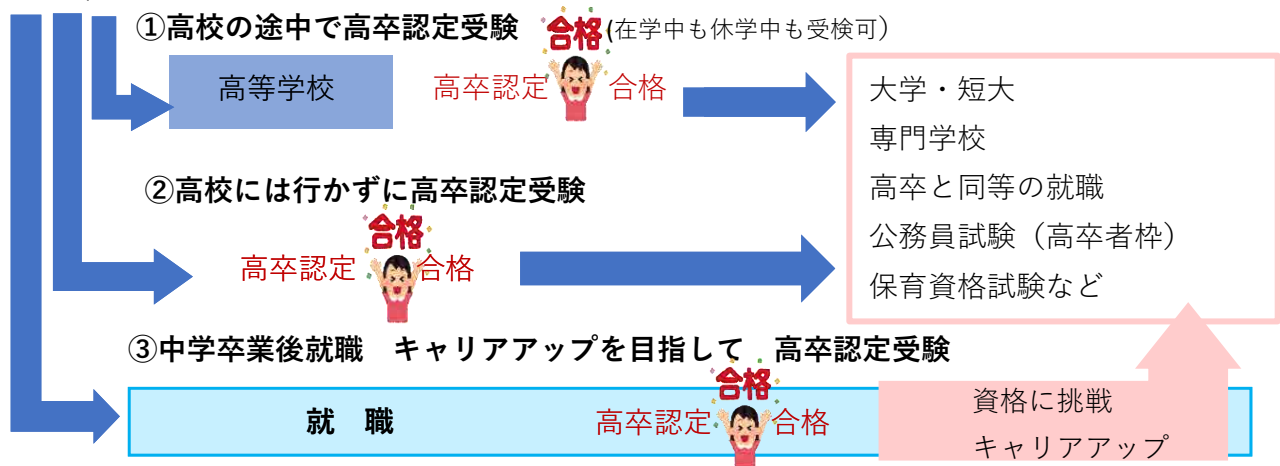 ①高校の途中で高卒認定受験 合格(在学中も休学中も受検可)
高等学校 高卒認定 合格
大学・短大
専門学校
高卒と同等の就職
公務員試験(高卒者枠)
保育資格試験など
②高校には行かずに高卒認定受験
合格
高卒認定 合格
③中学卒業後就職 キャリアアップを目指して 高卒認定受験
合格
就 職 高卒認定 合格
資格に挑戦
キャリアアップ